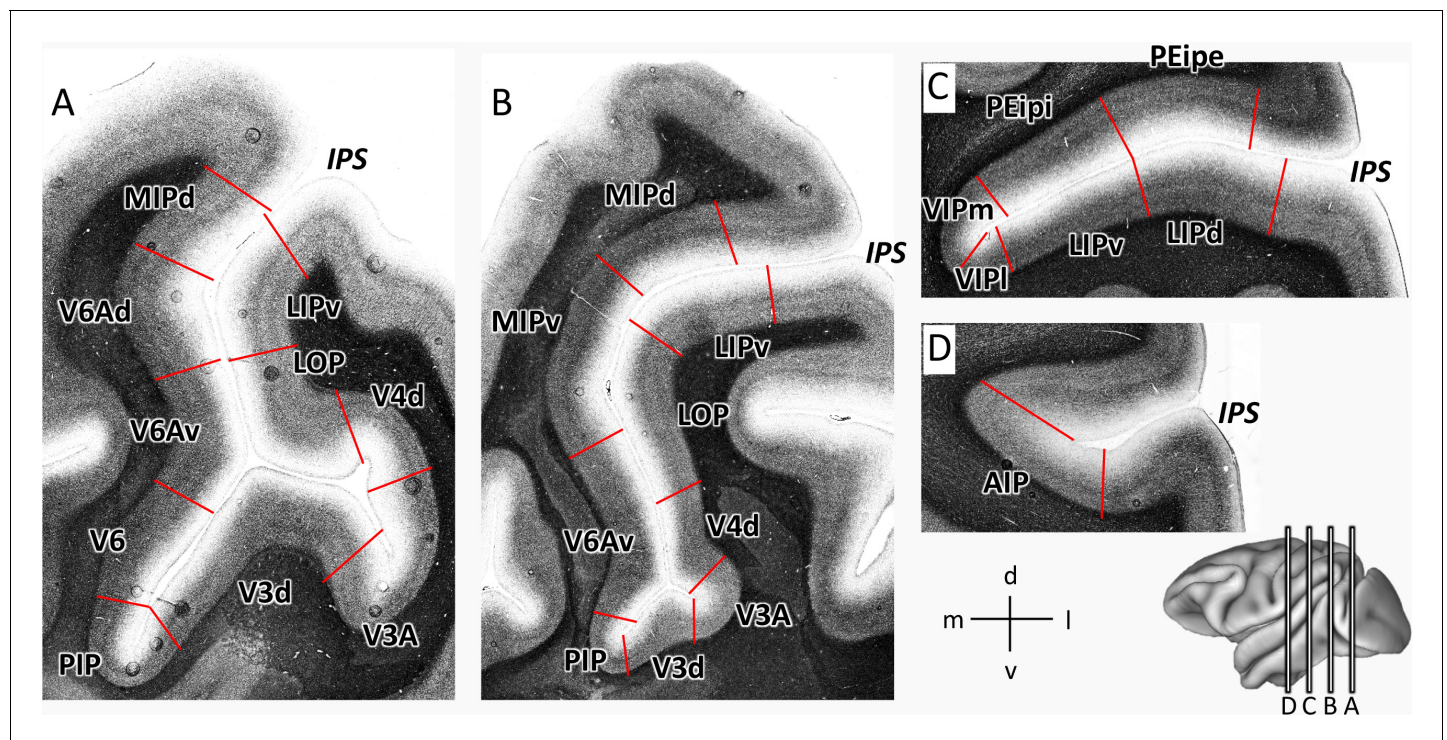 A
IPS
MIPd
V6Ad
LIPv
LOP
V4d
V6Av
V6
V3d
V3A
PIP
B
MIPd
IPS
MIPv
LIPv
LOP
V6Av
V4d
V3A
PIP
V3d
C
PEipe
PEipi
IPS
VIPm
LIPv
LIPd
VIPl
D
IPS
AIP
d
m l
v
D C B A